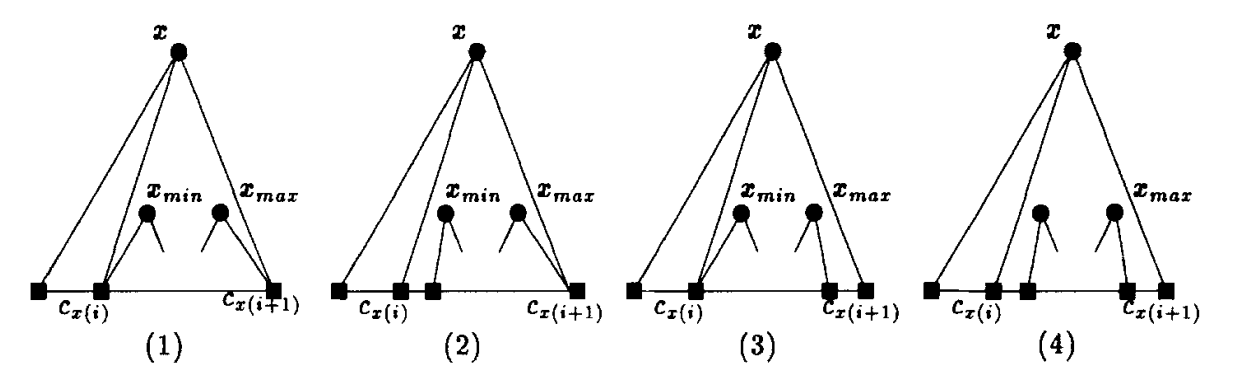 x x x x
x_min x_max x_min x_max x_min x_max x_max
c_x(i) c_x(i+1) c_x(i) c_x(i+1) c_x(i) c_x(i+1) c_x(i) c_x(i+1)
(1) (2) (3) (4)